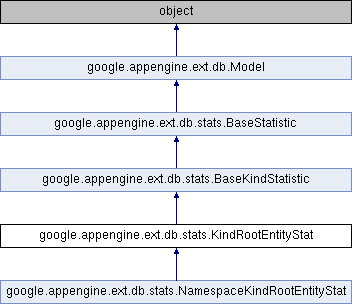 object
google.appengine.ext.db.Model
google.appengine.ext.db.stats.BaseStatistic
google.appengine.ext.db.stats.BaseKindStatistic
google.appengine.ext.db.stats.KindRootEntityStat
google.appengine.ext.db.stats.NamespaceKindRootEntityStat